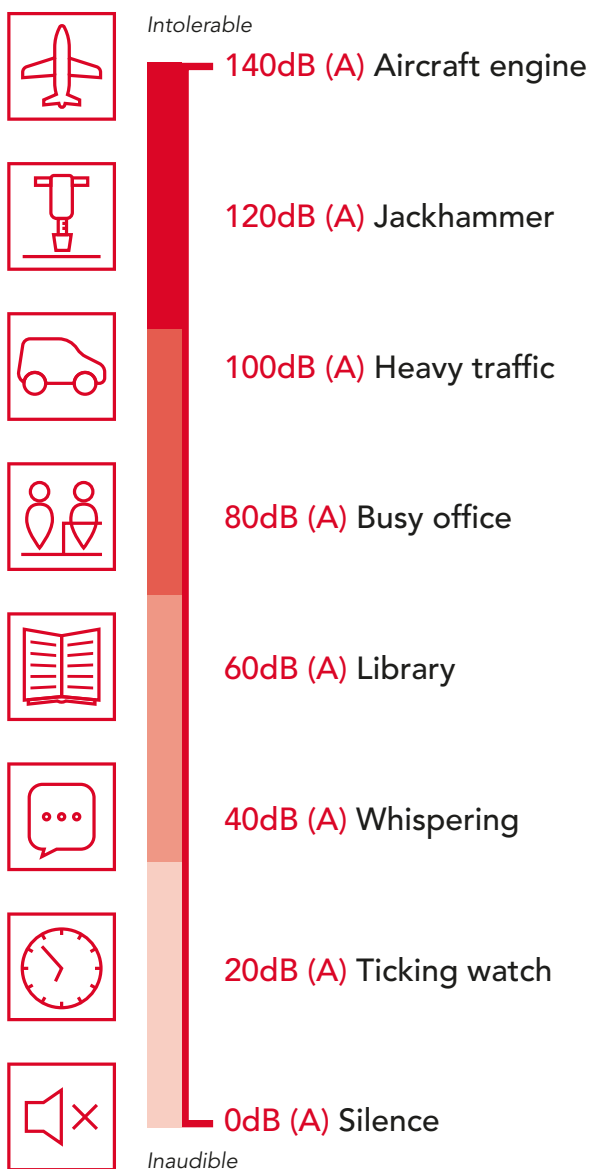 Intolerable
140dB (A) Aircraft engine
120dB (A) Jackhammer
100dB (A) Heavy traffic
80dB (A) Busy office
60dB (A) Library
40dB (A) Whispering
20dB (A) Ticking watch
0dB (A) Silence
Inaudible